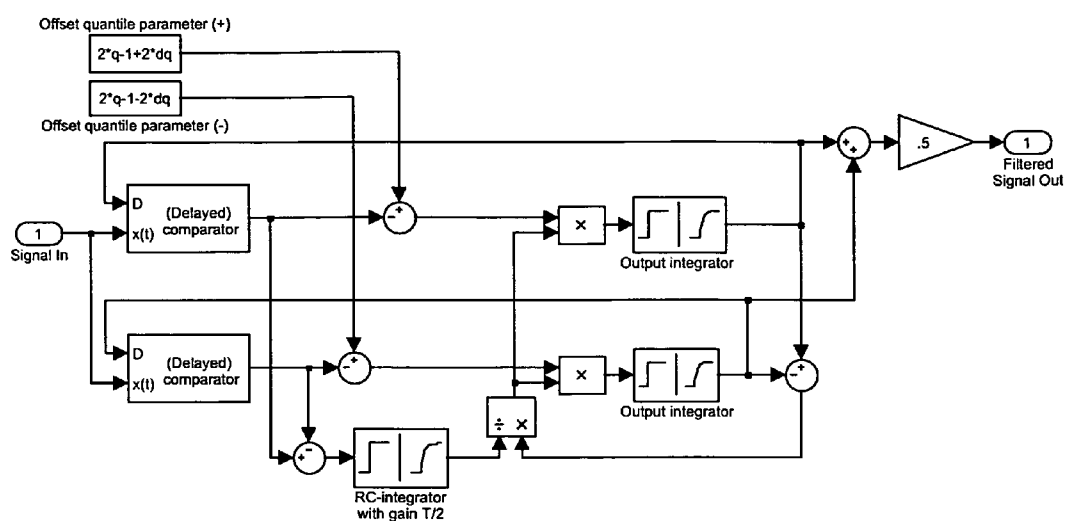 Offset quantile parameter (+)
2*q-1+2*dq
2*q-1-2*dq
Offset quantile parameter (-)
.5
1
Filtered
Signal Out
D
(Delayed)
comparator
x(t)
1
Signal In
- +
+ +
×
Output integrator
D
(Delayed)
comparator
x(t)
- +
×
Output integrator
- +
÷ ×
+ -
RC-integrator
with gain T/2